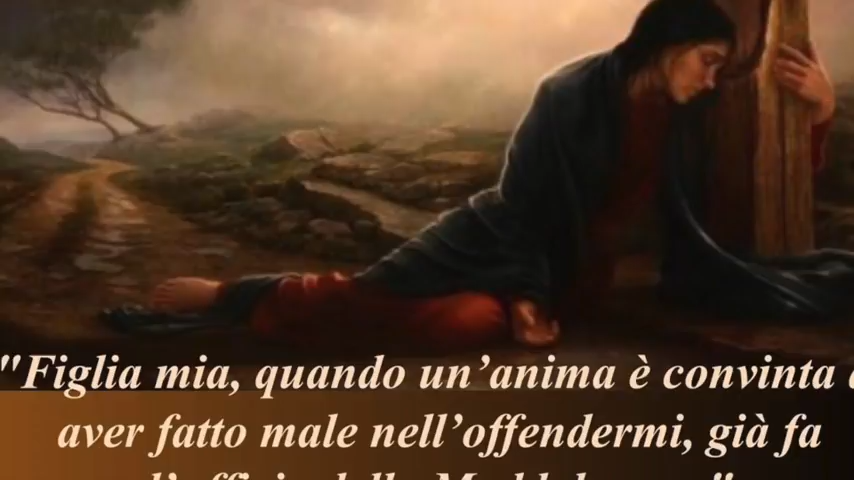 "Figlia mia, quando un’anima è convinta
aver fatto male nell’offendermi, già fa